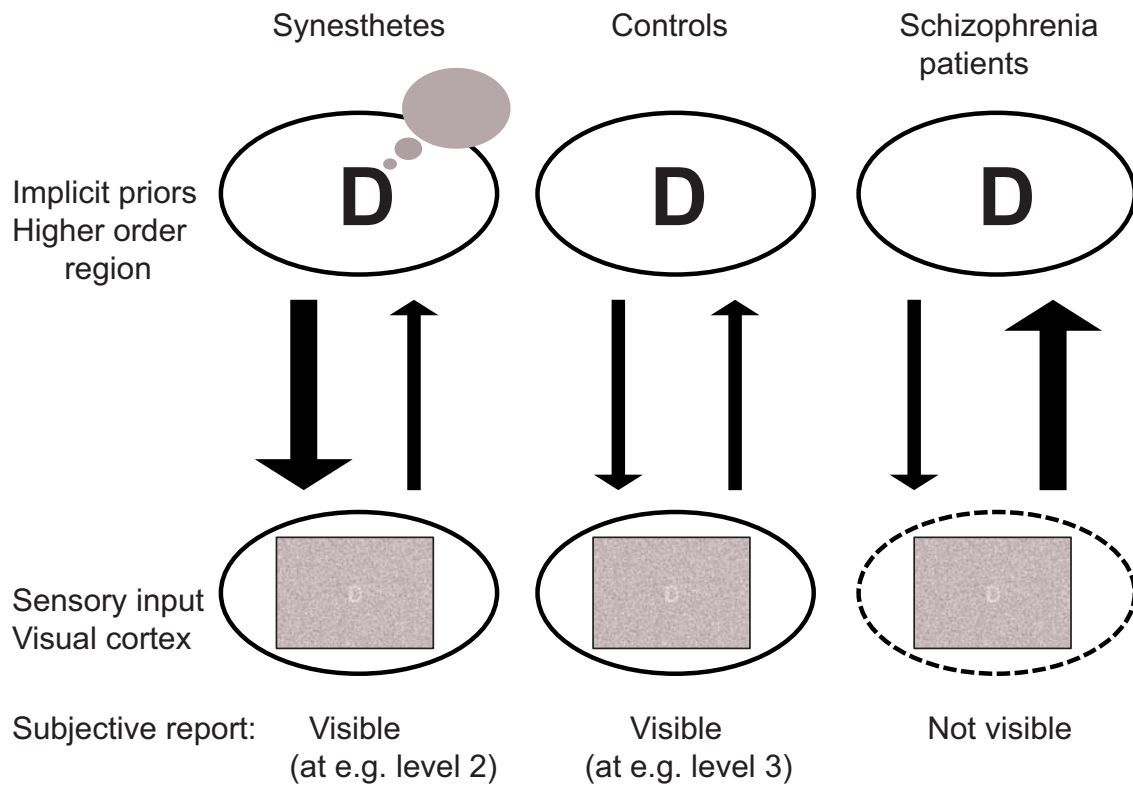 Synesthetes
Controls
Schizophrenia
patients
D
D
D
Implicit priors
Higher order
region
D
D
D
Sensory input
Visual cortex
Subjective report:
Visible
(at e.g. level 2)
Visible
(at e.g. level 3)
Not visible